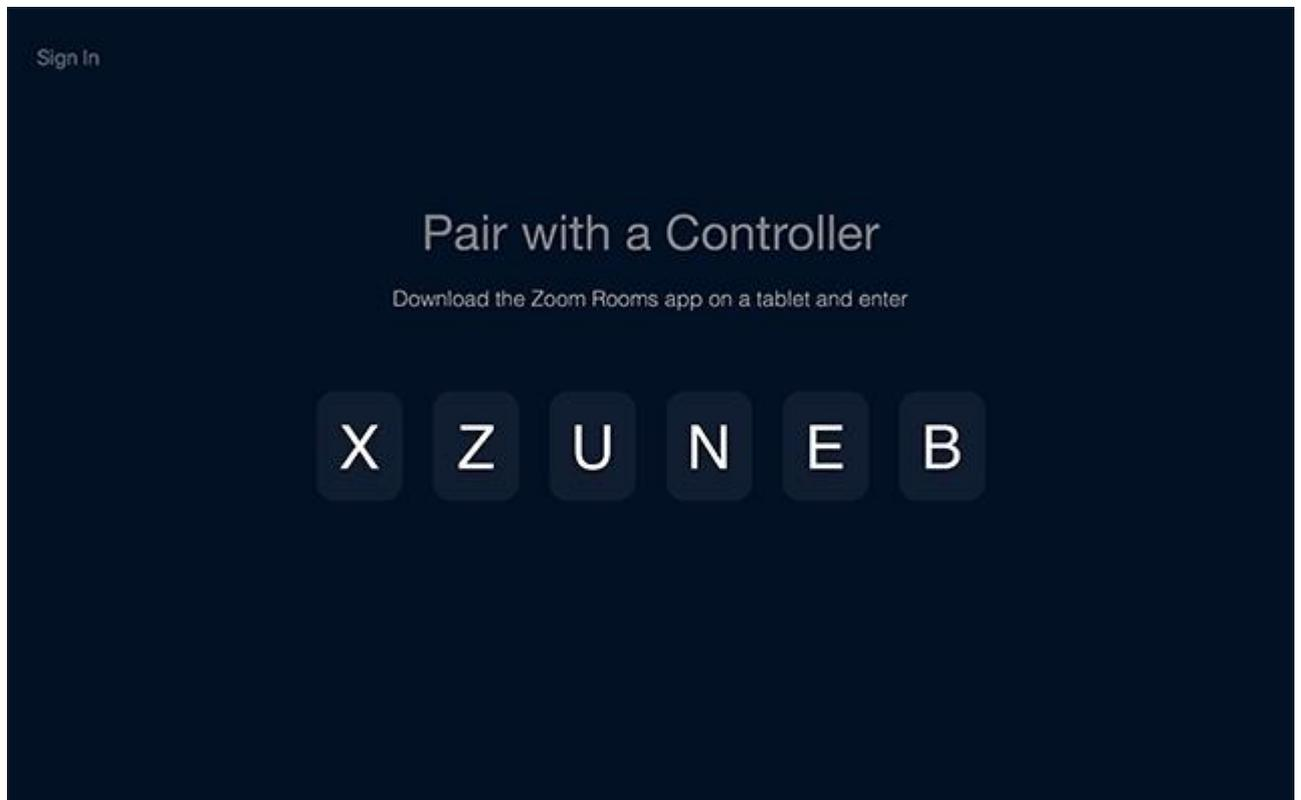 Sign In
Pair with a Controller
Download the Zoom Rooms app on a tablet and enter
X Z U N E B